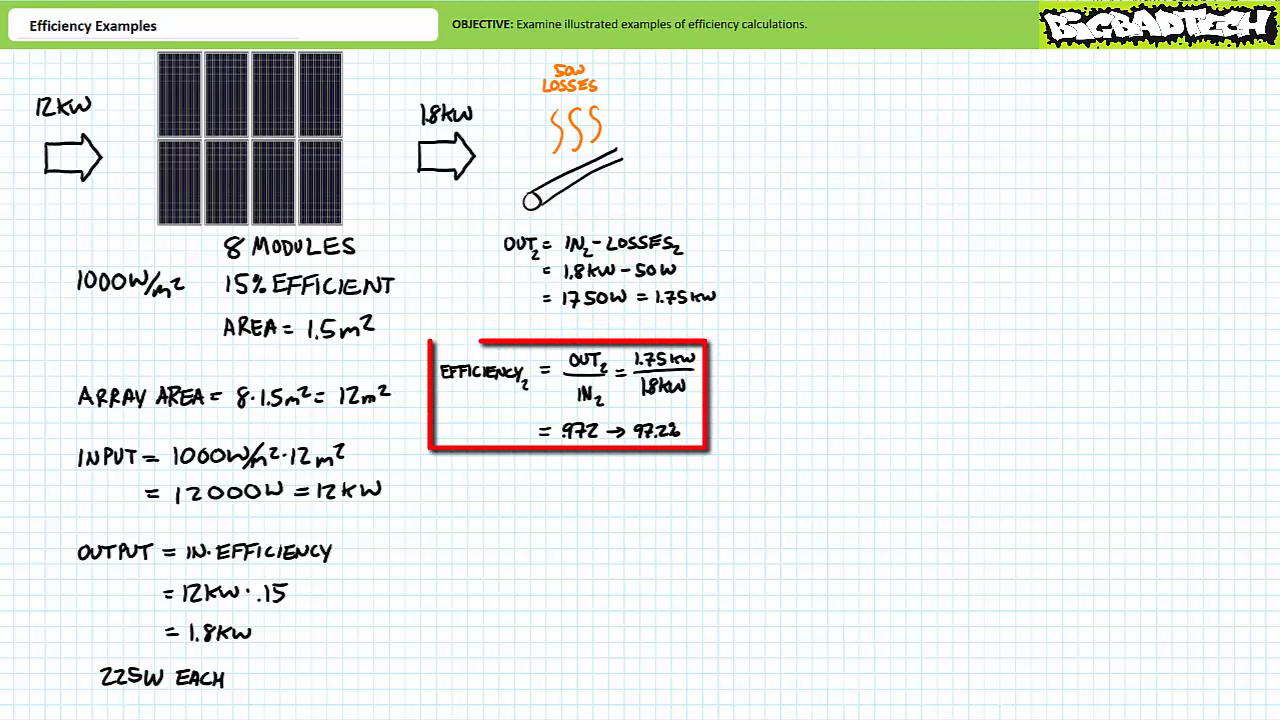 Efficiency Examples
OBJECTIVE: Examine illustrated examples of efficiency calculations.
BIGBADTECH
12KW
1.8KW
50W
LOSSES
8 MODULES
1000W/m²
15% EFFICIENT
AREA = 1.5m²
ARRAY AREA = 8·1.5m² = 12m²
INPUT = 1000W/m²·12m²
= 12000W = 12KW
OUTPUT = IN·EFFICIENCY
= 12KW·.15
= 1.8KW
225W EACH
OUT₂ = IN₂-LOSSES₂
= 1.8KW-50W
= 1750W = 1.75KW
EFFICIENCY₂ = OUT₂/IN₂ = 1.75KW/1.8KW
= .972 → 97.2%